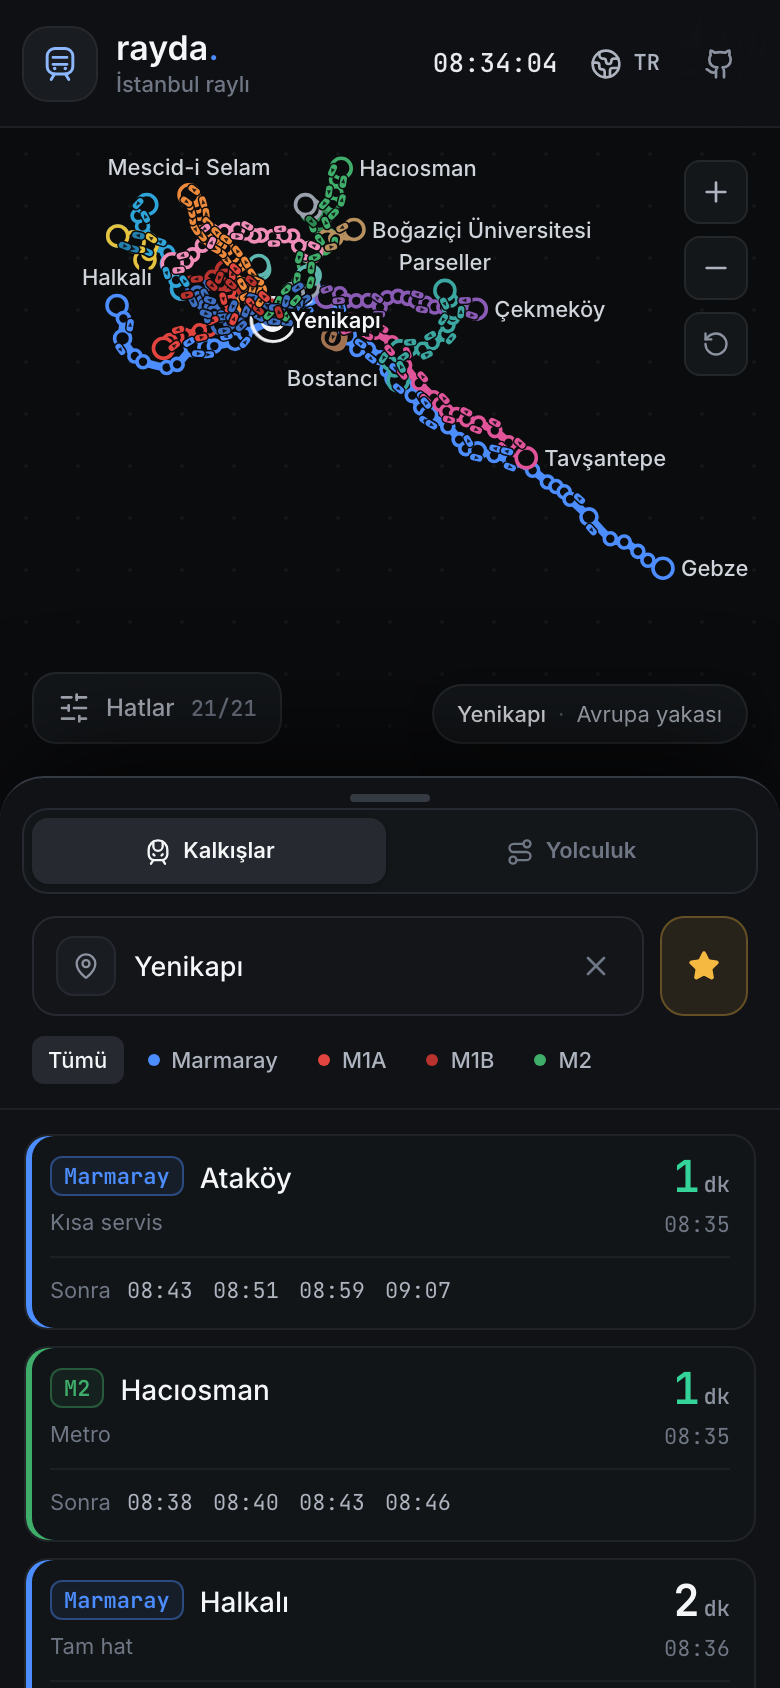 rayda.
İstanbul raylı
08:34:04
TR
Mescid-i Selam
Hacıosman
Boğaziçi Üniversitesi
Parseller
Halkalı
Çekmeköy
Yenikapı
Bostancı
Tavşantepe
Gebze
Hatlar 21/21
Yenikapı · Avrupa yakası
Kalkışlar
Yolculuk
Yenikapı
Tümü Marmaray M1A M1B M2
Marmaray Ataköy 1 dk
Kısa servis 08:35
Sonra 08:43 08:51 08:59 09:07
M2 Hacıosman 1 dk
Metro 08:35
Sonra 08:38 08:40 08:43 08:46
Marmaray Halkalı 2 dk
Tam hat 08:36